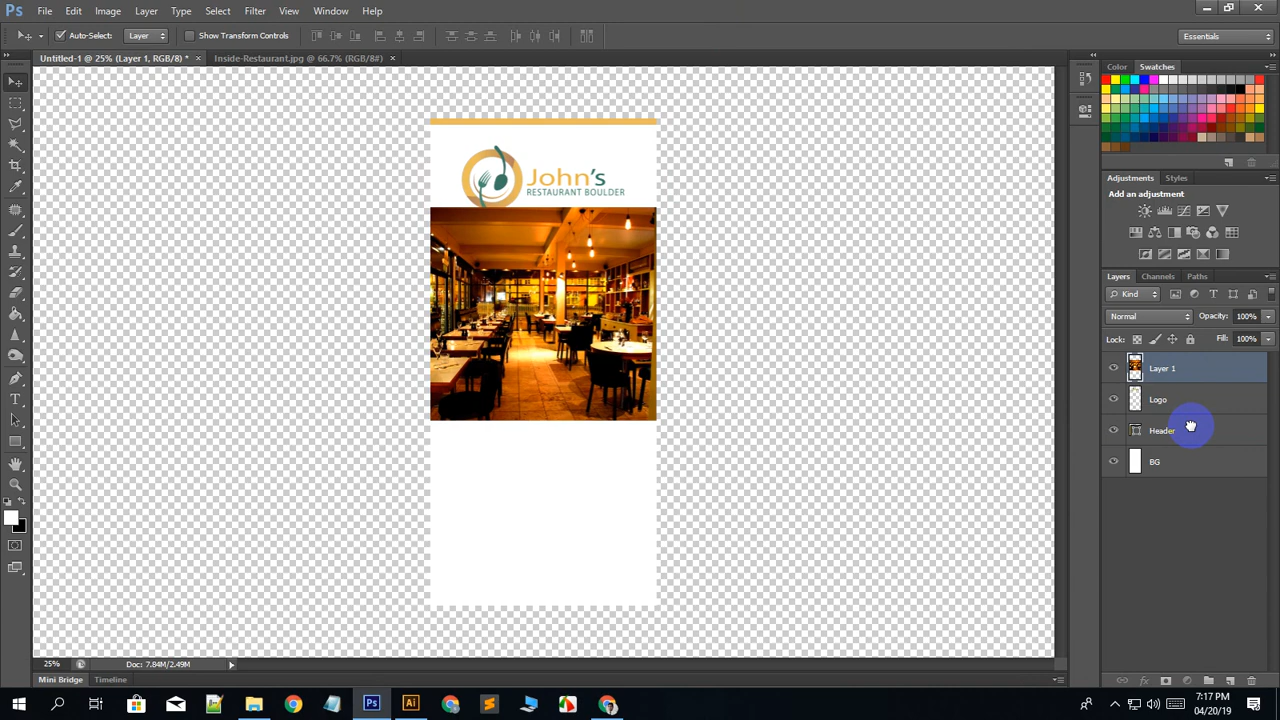 Ps File Edit Image Layer Type Select Filter View Window Help
Auto-Select: Layer Show Transform Controls Essentials
Untitled-1 @ 25% (Layer 1, RGB/8) * × Inside-Restaurant.jpg @ 66.7% (RGB/8#) ×
Color Swatches
John's
RESTAURANT BOULDER
Adjustments Styles
Add an adjustment
Layers Channels Paths
Kind
Normal Opacity: 100%
Lock: Fill: 100%
Layer 1
Logo
Header
BG
25% Doc: 7.84M/2.49M
Mini Bridge Timeline
Ps Ai 7:17 PM
04/20/19